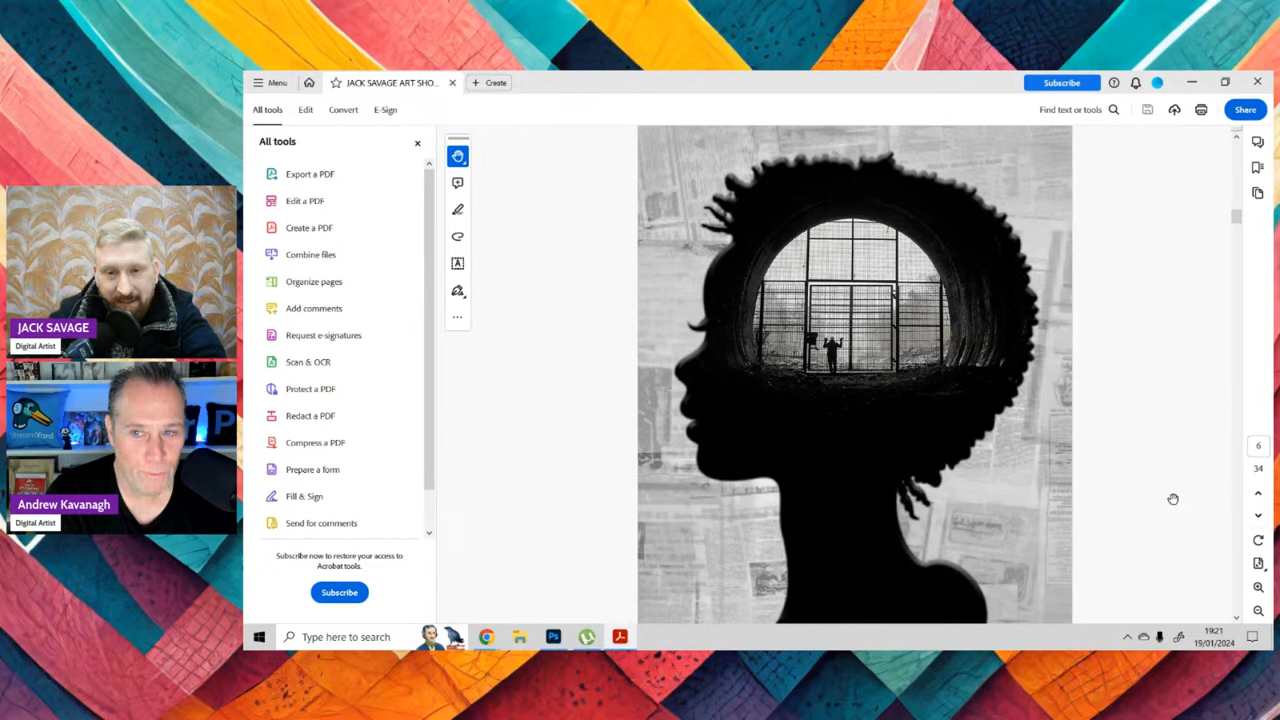 Menu
JACK SAVAGE ART SHO...
Create
Subscribe
All tools
Edit
Convert
E-Sign
Find text or tools
Share
All tools
Export a PDF
Edit a PDF
Create a PDF
Combine files
Organize pages
Add comments
Request e-signatures
Scan & OCR
Protect a PDF
Redact a PDF
Compress a PDF
Prepare a form
Fill & Sign
Send for comments
Subscribe now to restore your access to
Acrobat tools.
Subscribe
6
34
JACK SAVAGE
Digital Artist
StreamYard
Andrew Kavanagh
Digital Artist
Type here to search
Ps
19:21
19/01/2024